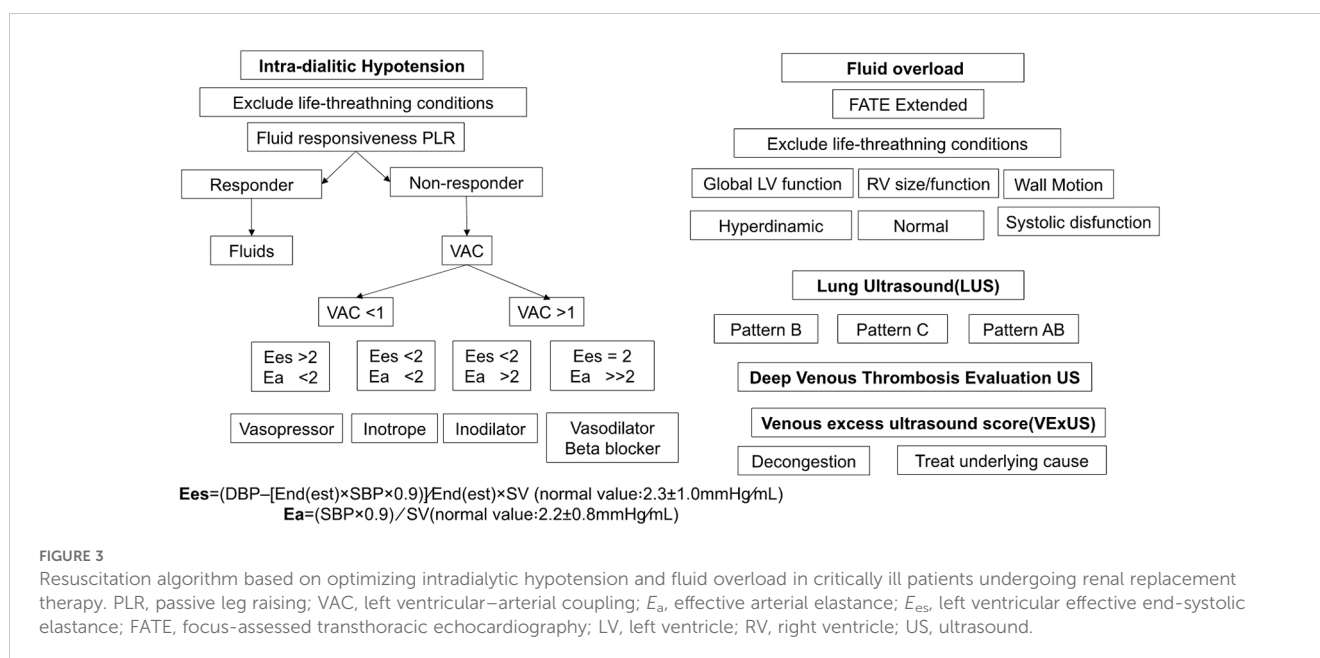 Intra-dialitic Hypotension
Exclude life-threathning conditions
Fluid responsiveness PLR
Responder
Non-responder
Fluids
VAC
VAC <1
VAC >1
Ees >2
Ea <2
Ees <2
Ea <2
Ees <2
Ea >2
Ees = 2
Ea >>2
Vasopressor
Inotrope
Inodilator
Vasodilator
Beta blocker
Ees=(DBP–[End(est)×SBP×0.9)]∕End(est)×SV (normal value:2.3±1.0mmHg∕mL)
Ea=(SBP×0.9)∕SV(normal value:2.2±0.8mmHg∕mL)
Fluid overload
FATE Extended
Exclude life-threathning conditions
Global LV function
RV size/function
Wall Motion
Hyperdinamic
Normal
Systolic disfunction
Lung Ultrasound(LUS)
Pattern B
Pattern C
Pattern AB
Deep Venous Thrombosis Evaluation US
Venous excess ultrasound score(VExUS)
Decongestion
Treat underlying cause
FIGURE 3
Resuscitation algorithm based on optimizing intradialytic hypotension and fluid overload in critically ill patients undergoing renal replacement
therapy. PLR, passive leg raising; VAC, left ventricular–arterial coupling; Ea, effective arterial elastance; Ees, left ventricular effective end-systolic
elastance; FATE, focus-assessed transthoracic echocardiography; LV, left ventricle; RV, right ventricle; US, ultrasound.